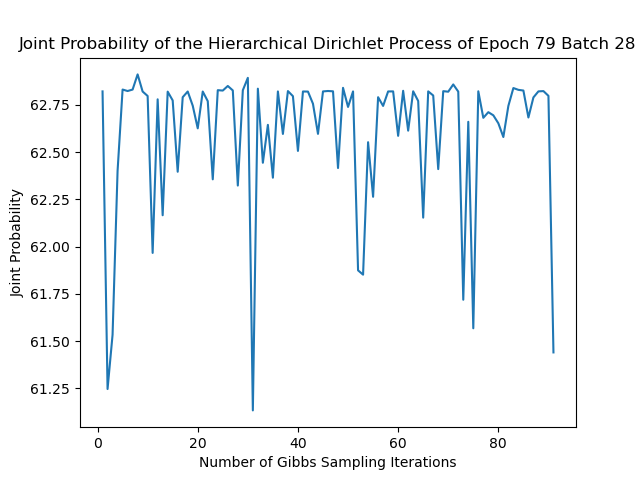 Joint Probability of the Hierarchical Dirichlet Process of Epoch 79 Batch 28
62.75
62.50
62.25
62.00
61.75
61.50
61.25
Joint Probability
0 20 40 60 80
Number of Gibbs Sampling Iterations